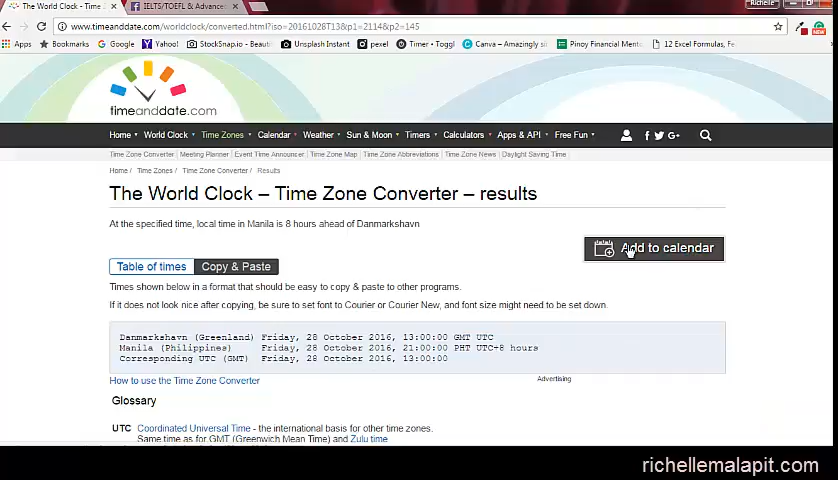 The World Clock - Time Z
IELTS/TOEFL & Advance
Richelle
www.timeanddate.com/worldclock/converted.html?iso=20161028T13&p1=2114&p2=145
Apps Bookmarks Google Yahoo! StockSnap.io - Beauti Unsplash Instant pexel Timer • Toggl Canva – Amazingly sim Pinoy Financial Mento 12 Excel Formulas, Fe
timeanddate.com
Home World Clock Time Zones Calendar Weather Sun & Moon Timers Calculators Apps & API Free Fun
Time Zone Converter Meeting Planner Event Time Announcer Time Zone Map Time Zone Abbreviations Time Zone News Daylight Saving Time
Home / Time Zones / Time Zone Converter / Results
The World Clock – Time Zone Converter – results
At the specified time, local time in Manila is 8 hours ahead of Danmarkshavn
Add to calendar
Table of times Copy & Paste
Times shown below in a format that should be easy to copy & paste to other programs.
If it does not look nice after copying, be sure to set font to Courier or Courier New, and font size might need to be set down.
Danmarkshavn (Greenland) Friday, 28 October 2016, 13:00:00 GMT UTC
Manila (Philippines) Friday, 28 October 2016, 21:00:00 PHT UTC+8 hours
Corresponding UTC (GMT) Friday, 28 October 2016, 13:00:00
How to use the Time Zone Converter
Advertising
Glossary
UTC Coordinated Universal Time - the international basis for other time zones.
Same time as for GMT (Greenwich Mean Time) and Zulu time
richellemalapit.com